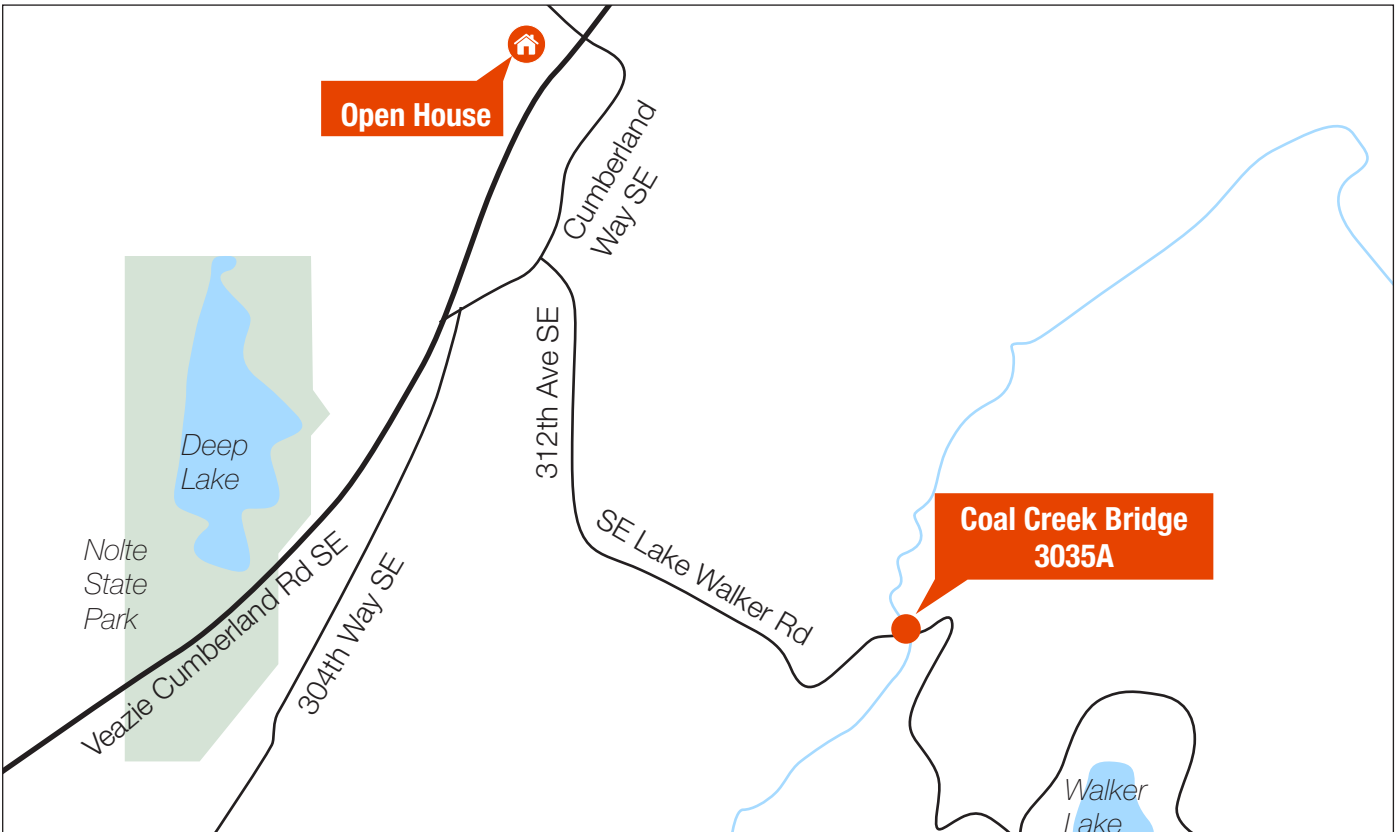 Open House
Cumberland
Way SE
312th Ave SE
Deep
Lake
Nolte
State
Park
Veazie Cumberland Rd SE
304th Way SE
SE Lake Walker Rd
Coal Creek Bridge
3035A
Walker
Lake